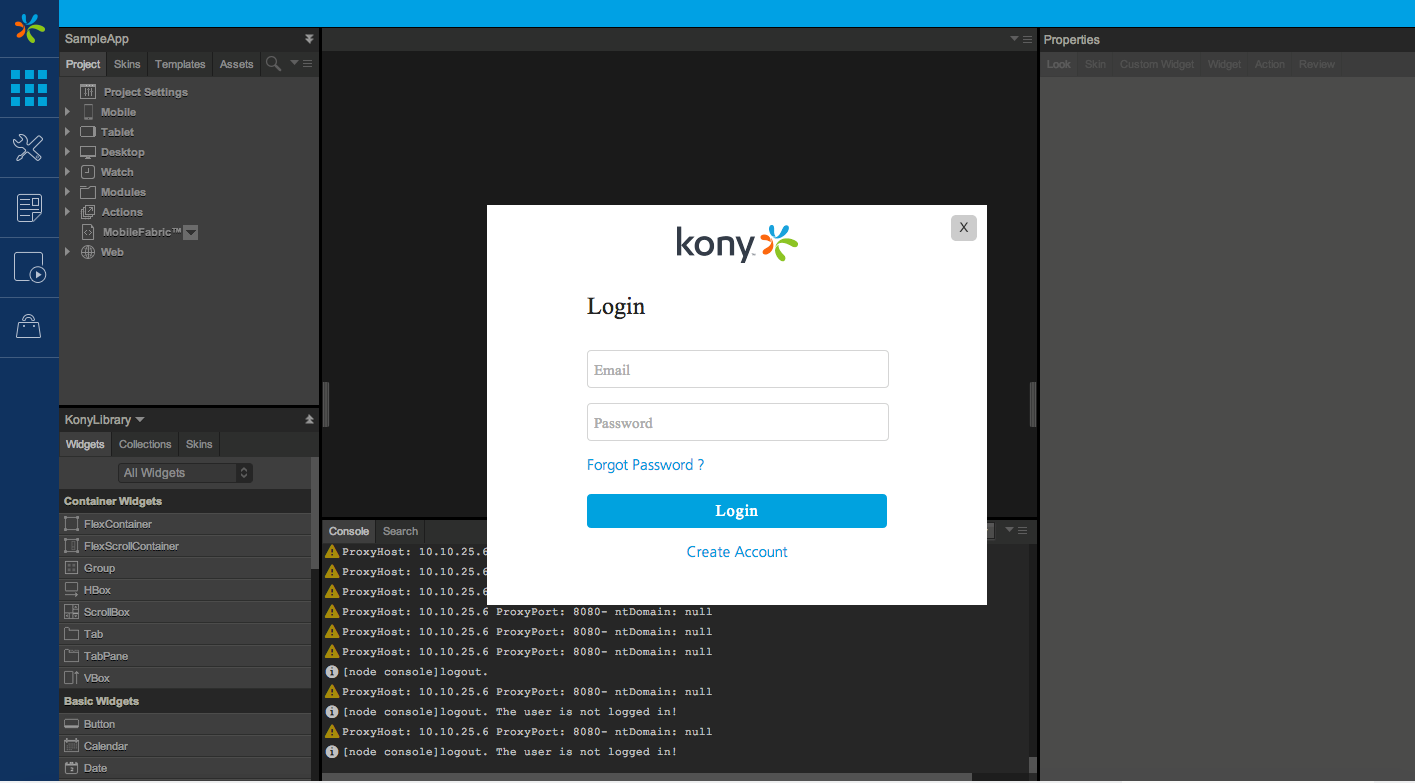 SampleApp
Project Skins Templates Assets
Project Settings
Mobile
Tablet
Desktop
Watch
Modules
Actions
MobileFabric™
Web
KonyLibrary
Widgets Collections Skins
All Widgets
Container Widgets
FlexContainer
FlexScrollContainer
Group
HBox
ScrollBox
Tab
TabPane
VBox
Basic Widgets
Button
Calendar
Date
X
kony™
Login
Email
Password
Forgot Password ?
Login
Create Account
Console Search
ProxyHost: 10.10.25.6
ProxyHost: 10.10.25.6
ProxyHost: 10.10.25.6
ProxyHost: 10.10.25.6 ProxyPort: 8080- ntDomain: null
ProxyHost: 10.10.25.6 ProxyPort: 8080- ntDomain: null
ProxyHost: 10.10.25.6 ProxyPort: 8080- ntDomain: null
[node console]logout.
ProxyHost: 10.10.25.6 ProxyPort: 8080- ntDomain: null
[node console]logout. The user is not logged in!
ProxyHost: 10.10.25.6 ProxyPort: 8080- ntDomain: null
[node console]logout. The user is not logged in!
Properties
Look Skin Custom Widget Widget Action Review